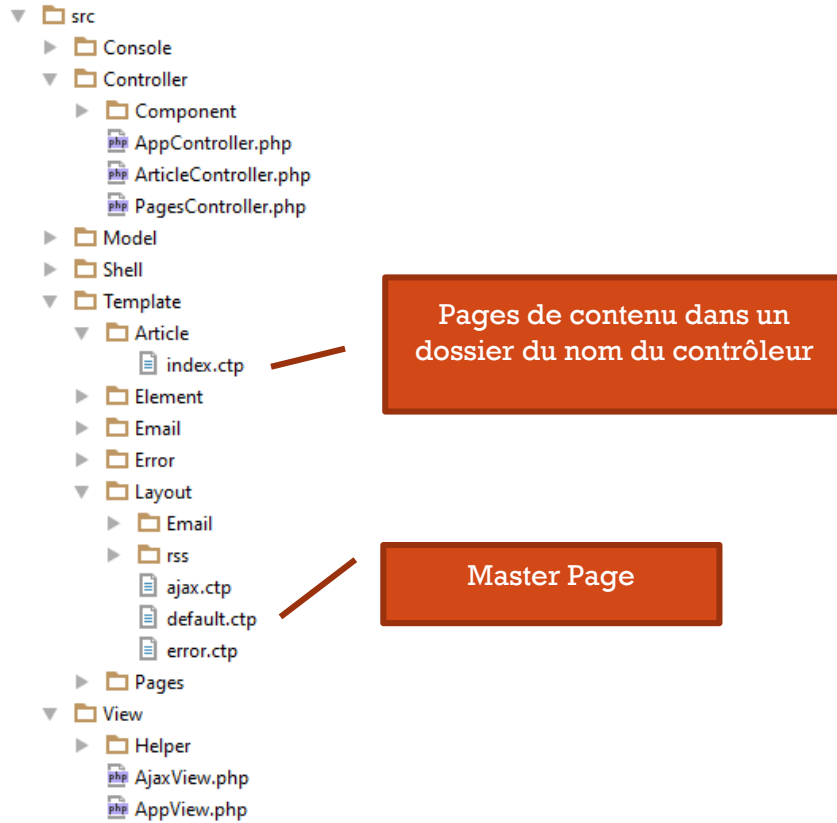 src
Console
Controller
Component
AppController.php
ArticleController.php
PagesController.php
Model
Shell
Template
Article
index.ctp
Element
Email
Error
Layout
Email
rss
ajax.ctp
default.ctp
error.ctp
Pages
View
Helper
AjaxView.php
AppView.php
Pages de contenu dans un
dossier du nom du contrôleur
Master Page